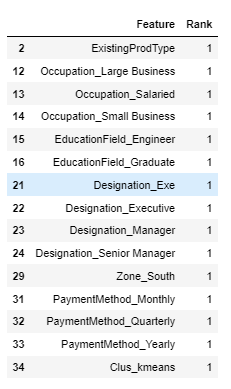 Feature Rank
2 ExistingProdType 1
12 Occupation_Large Business 1
13 Occupation_Salaried 1
14 Occupation_Small Business 1
15 EducationField_Engineer 1
16 EducationField_Graduate 1
21 Designation_Exe 1
22 Designation_Executive 1
23 Designation_Manager 1
24 Designation_Senior Manager 1
29 Zone_South 1
31 PaymentMethod_Monthly 1
32 PaymentMethod_Quarterly 1
33 PaymentMethod_Yearly 1
34 Clus_kmeans 1